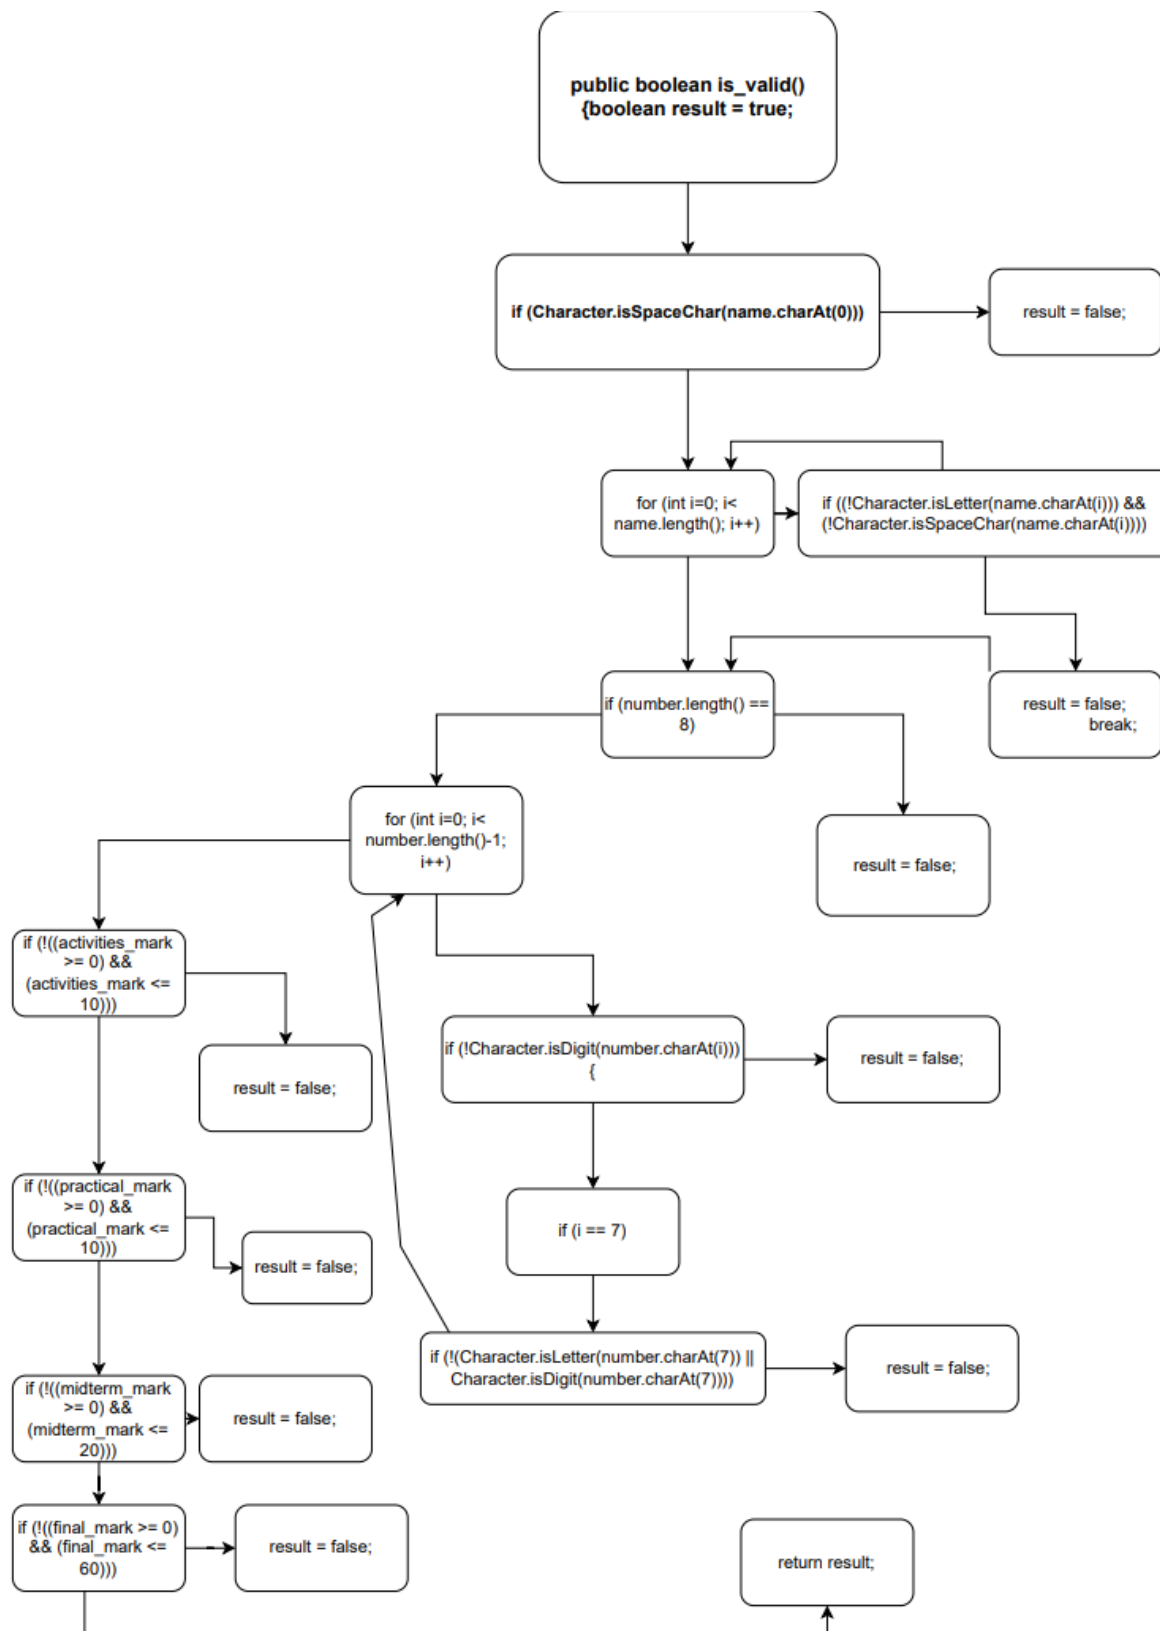 public boolean is_valid()
{boolean result = true;
if (Character.isSpaceChar(name.charAt(0)))
result = false;
for (int i=0; i<
name.length(); i++)
if ((!Character.isLetter(name.charAt(i))) &&
(!Character.isSpaceChar(name.charAt(i))))
if (number.length() ==
8)
result = false;
break;
for (int i=0; i<
number.length()-1;
i++)
result = false;
if (!((activities_mark
>= 0) &&
(activities_mark <=
10)))
if (!Character.isDigit(number.charAt(i)))
{
result = false;
result = false;
if (!((practical_mark
>= 0) &&
(practical_mark <=
10)))
if (i == 7)
result = false;
if (!(Character.isLetter(number.charAt(7)) ||
Character.isDigit(number.charAt(7))))
result = false;
if (!((midterm_mark
>= 0) &&
(midterm_mark <=
20)))
result = false;
if (!((final_mark >= 0)
&& (final_mark <=
60)))
result = false;
return result;